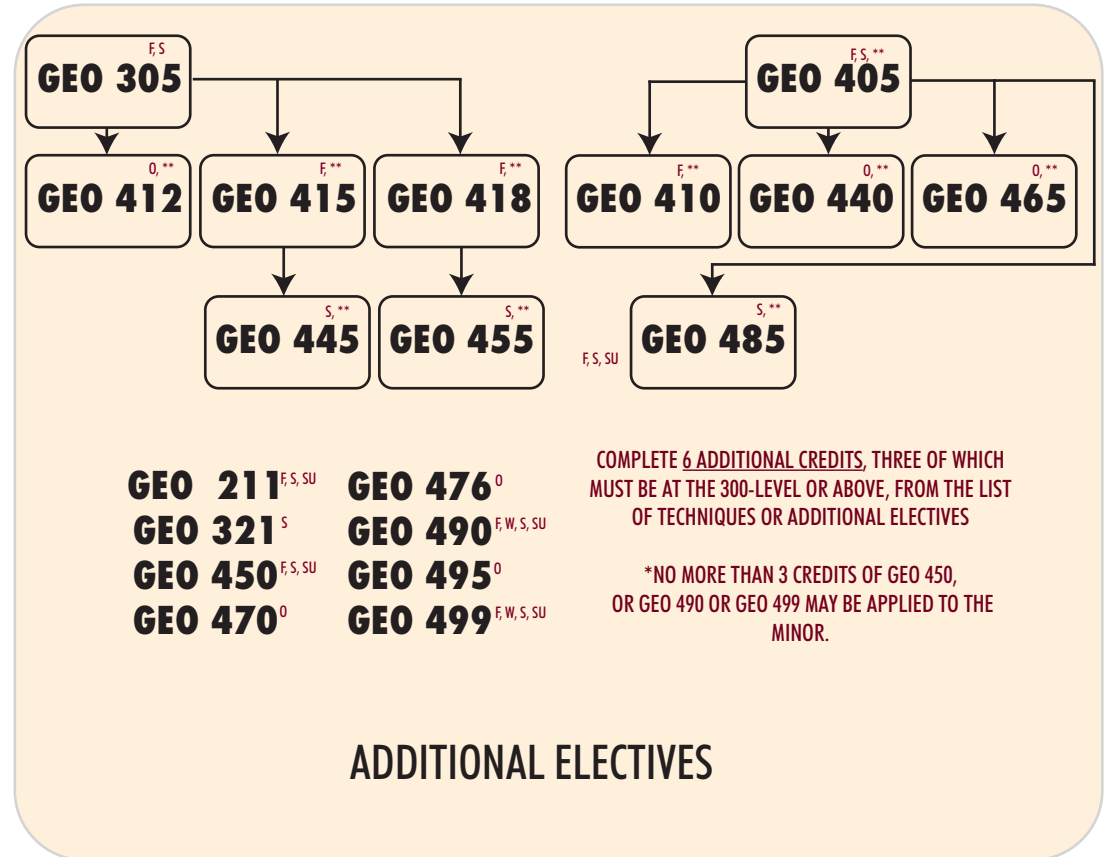 F, S
GEO 305
F, S, **
GEO 405
O, **
GEO 412
F, **
GEO 415
F, **
GEO 418
F, **
GEO 410
O, **
GEO 440
O, **
GEO 465
S, **
GEO 445
S, **
GEO 455
F, S, SU
S, **
GEO 485
GEO 211 F, S, SU
GEO 321 S
GEO 450 F, S, SU
GEO 470 O
GEO 476 O
GEO 490 F, W, S, SU
GEO 495 O
GEO 499 F, W, S, SU
COMPLETE 6 ADDITIONAL CREDITS, THREE OF WHICH
MUST BE AT THE 300-LEVEL OR ABOVE, FROM THE LIST
OF TECHNIQUES OR ADDITIONAL ELECTIVES
*NO MORE THAN 3 CREDITS OF GEO 450,
OR GEO 490 OR GEO 499 MAY BE APPLIED TO THE
MINOR.
ADDITIONAL ELECTIVES